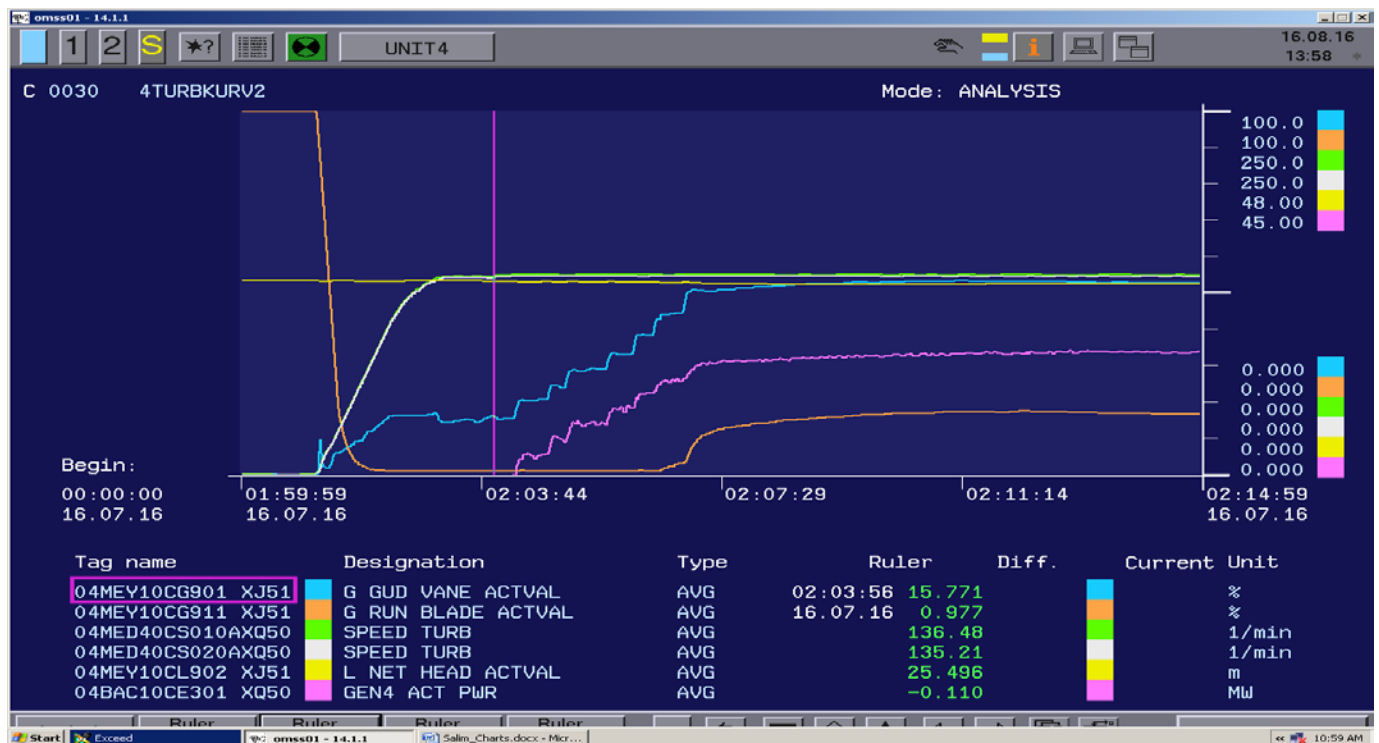 omss01 - 14.1.1
1 2 S *? UNIT4 i 16.08.16
13:58 *
C 0030 4TURBKURV2 Mode: ANALYSIS
100.0
100.0
250.0
250.0
48.00
45.00
0.000
0.000
0.000
0.000
0.000
0.000
Begin:
00:00:00 01:59:59 02:03:44 02:07:29 02:11:14 02:14:59
16.07.16 16.07.16 16.07.16
Tag name Designation Type Ruler Diff. Current Unit
04MEY10CG901 XJ51 G GUD VANE ACTVAL AVG 02:03:56 15.771 %
04MEY10CG911 XJ51 G RUN BLADE ACTVAL AVG 16.07.16 0.977 %
04MED40CS010AXQ50 SPEED TURB AVG 136.48 1/min
04MED40CS020AXQ50 SPEED TURB AVG 135.21 1/min
04MEY10CL902 XJ51 L NET HEAD ACTVAL AVG 25.496 m
04BAC10CE301 XQ50 GEN4 ACT PWR AVG -0.110 MW
Ruler Ruler Ruler Ruler
Start Exceed omss01 - 14.1.1 Salim_Charts.docx - Micr... « 10:59 AM